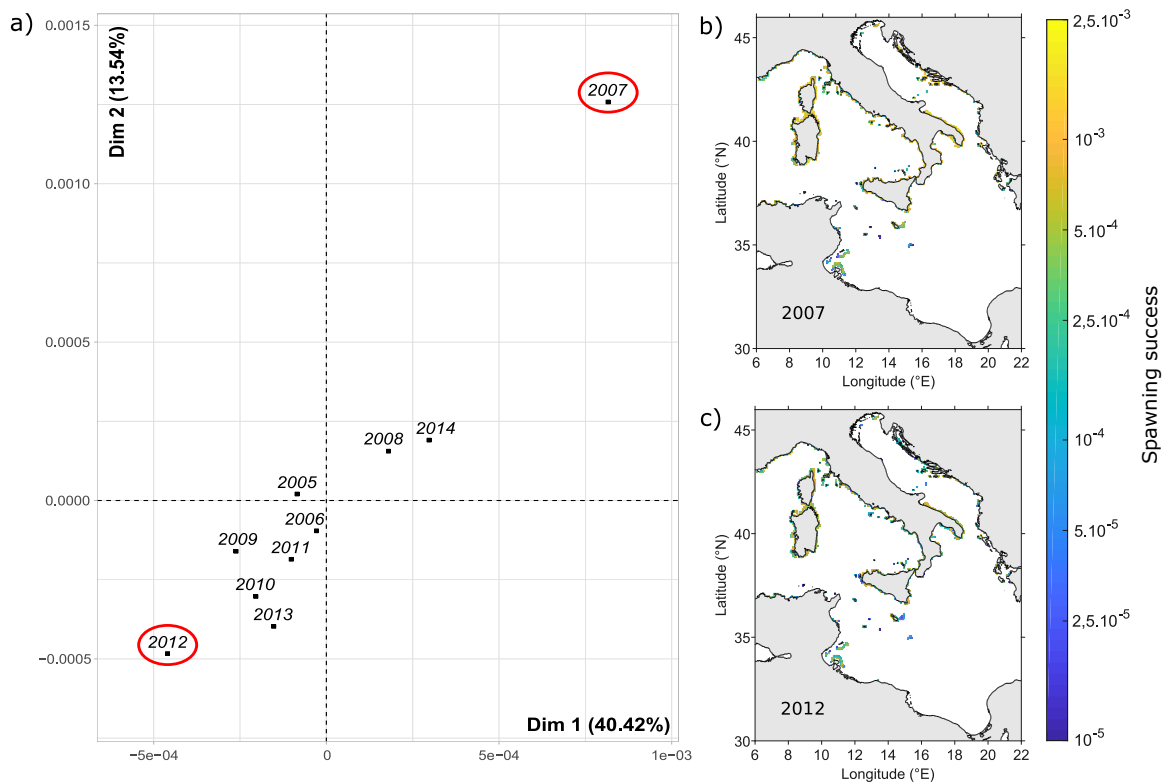 a)
0.0015
0.0010
0.0005
0.0000
−0.0005
Dim 2 (13.54%)
2007
2008
2014
2005
2006
2009
2011
2010
2013
2012
Dim 1 (40.42%)
−5e−04
0
5e−04
1e−03
b)
45
40
35
30
Latitude (°N)
2007
6 8 10 12 14 16 18 20 22
Longitude (°E)
c)
45
40
35
30
Latitude (°N)
2012
6 8 10 12 14 16 18 20 22
Longitude (°E)
2,5.10⁻³
10⁻³
5.10⁻⁴
2,5.10⁻⁴
10⁻⁴
5.10⁻⁵
2,5.10⁻⁵
10⁻⁵
Spawning success